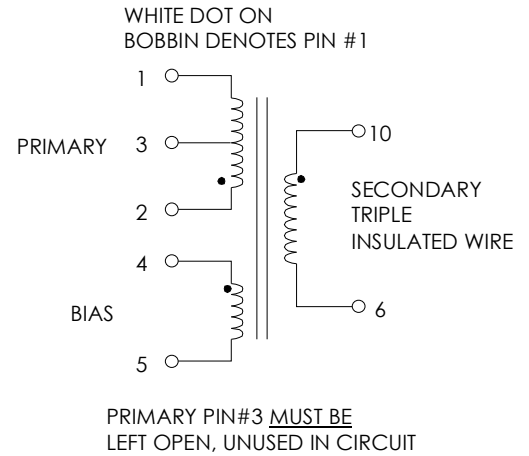 WHITE DOT ON
BOBBIN DENOTES PIN #1
1
PRIMARY
3
2
4
BIAS
5
10
SECONDARY
TRIPLE
INSULATED WIRE
6
PRIMARY PIN#3 MUST BE
LEFT OPEN, UNUSED IN CIRCUIT